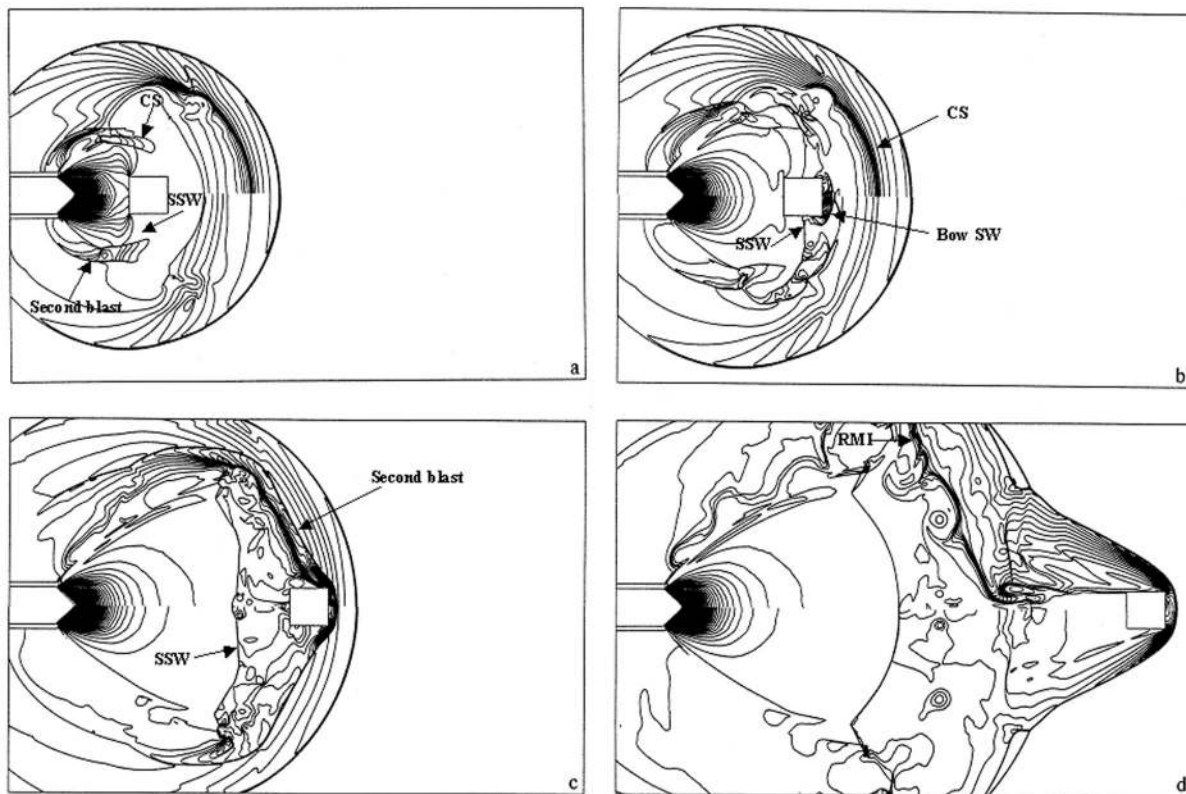 CS
SSW
Second blast
a
CS
SSW
Bow SW
b
Second blast
SSW
c
RMI
d